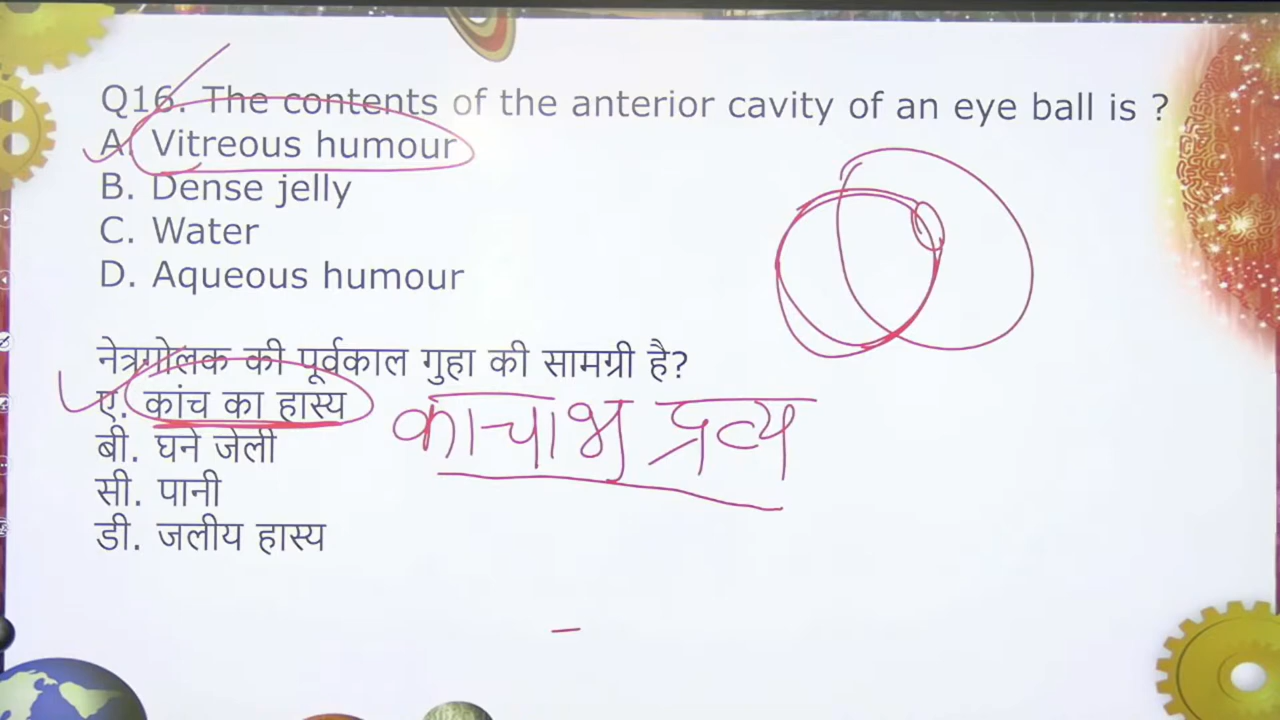 Q16. The contents of the anterior cavity of an eye ball is ?
A. Vitreous humour
B. Dense jelly
C. Water
D. Aqueous humour
नेत्रगोलक की पूर्वकाल गुहा की सामग्री है?
ए. कांच का हास्य
काचाभ द्रव्य
बी. घने जेली
सी. पानी
डी. जलीय हास्य